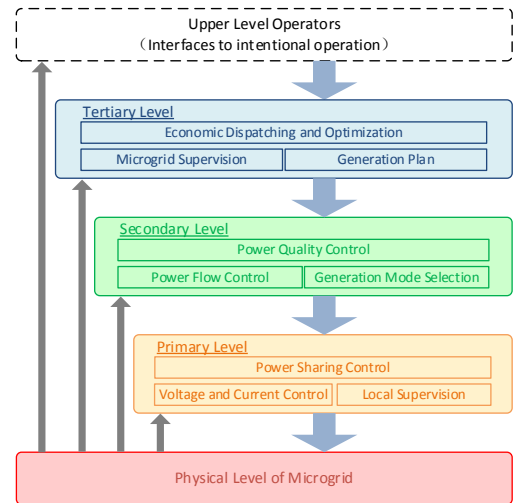 Upper Level Operators
（Interfaces to intentional operation）
Tertiary Level
Economic Dispatching and Optimization
Microgrid Supervision
Generation Plan
Secondary Level
Power Quality Control
Power Flow Control
Generation Mode Selection
Primary Level
Power Sharing Control
Voltage and Current Control
Local Supervision
Physical Level of Microgrid